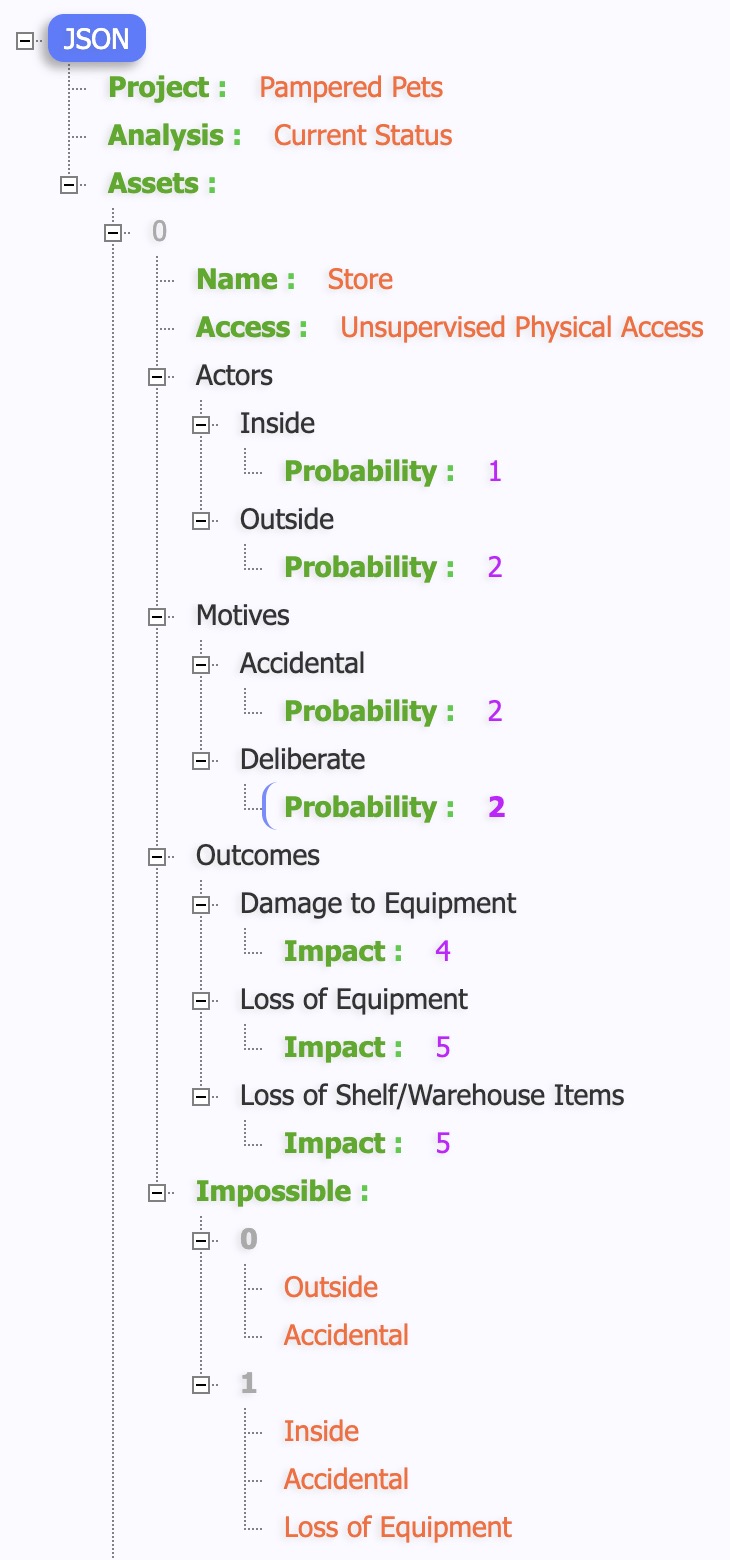 JSON
Project : Pampered Pets
Analysis : Current Status
Assets :
0
Name : Store
Access : Unsupervised Physical Access
Actors
Inside
Probability : 1
Outside
Probability : 2
Motives
Accidental
Probability : 2
Deliberate
Probability : 2
Outcomes
Damage to Equipment
Impact : 4
Loss of Equipment
Impact : 5
Loss of Shelf/Warehouse Items
Impact : 5
Impossible :
0
Outside
Accidental
1
Inside
Accidental
Loss of Equipment